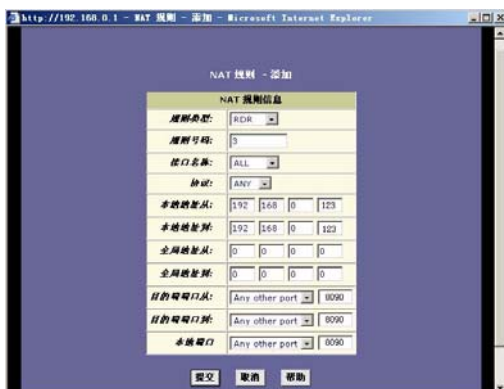 http://192.168.0.1 - NAT 规则 - 添加 - Microsoft Internet Explorer
NAT 规则 - 添加
NAT 规则信息
规则类型: RDR
规则号码: 3
接口名称: ALL
协议: ANY
本地地址从: 192 168 0 123
本地地址到: 192 168 0 123
全局地址从: 0 0 0 0
全局地址到: 0 0 0 0
目的端端口从: Any other port 8090
目的端端口到: Any other port 8090
本地端口 Any other port 8090
提交 取消 帮助